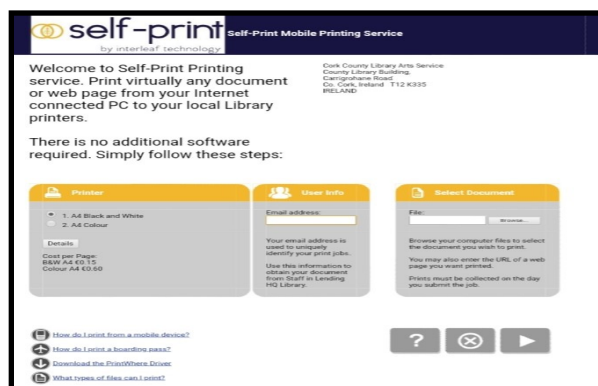 self-print
by interleaf technology
Self-Print Mobile Printing Service
Welcome to Self-Print Printing
service. Print virtually any document
or web page from your Internet
connected PC to your local Library
printers.
There is no additional software
required. Simply follow these steps:
Cork County Library Arts Service
County Library Building,
Carrigrohane Road
Co. Cork, Ireland T12 K335
IRELAND
Printer
1. A4 Black and White
2. A4 Colour
Details
Cost per Page:
B&W A4 €0.15
Colour A4 €0.60
User Info
Email address:
Your email address is
used to uniquely
identify your print jobs.
Use this information to
obtain your document
from Staff in Lending
HQ Library.
Select Document
File:
Browse...
Browse your computer files to select
the document you wish to print.
You may also enter the URL of a web
page you want printed.
Prints must be collected on the day
you submit the job.
How do I print from a mobile device?
How do I print a boarding pass?
Download the PrintWhere Driver
What types of files can I print?
?